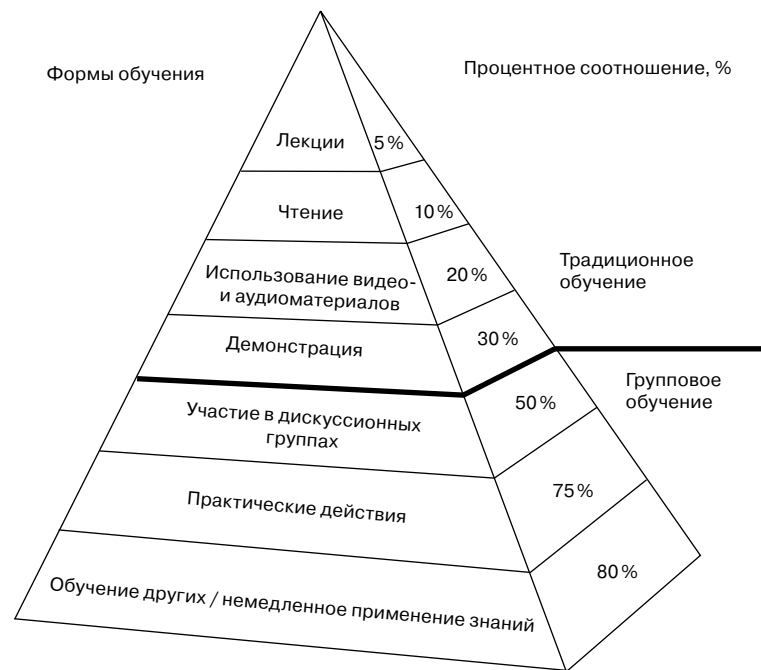 Формы обучения
Процентное соотношение, %
Лекции
5 %
Чтение
10 %
Использование видео-
и аудиоматериалов
20 %
Традиционное
обучение
Демонстрация
30 %
Групповое
обучение
Участие в дискуссионных
группах
50 %
Практические действия
75 %
Обучение других / немедленное применение знаний
80 %